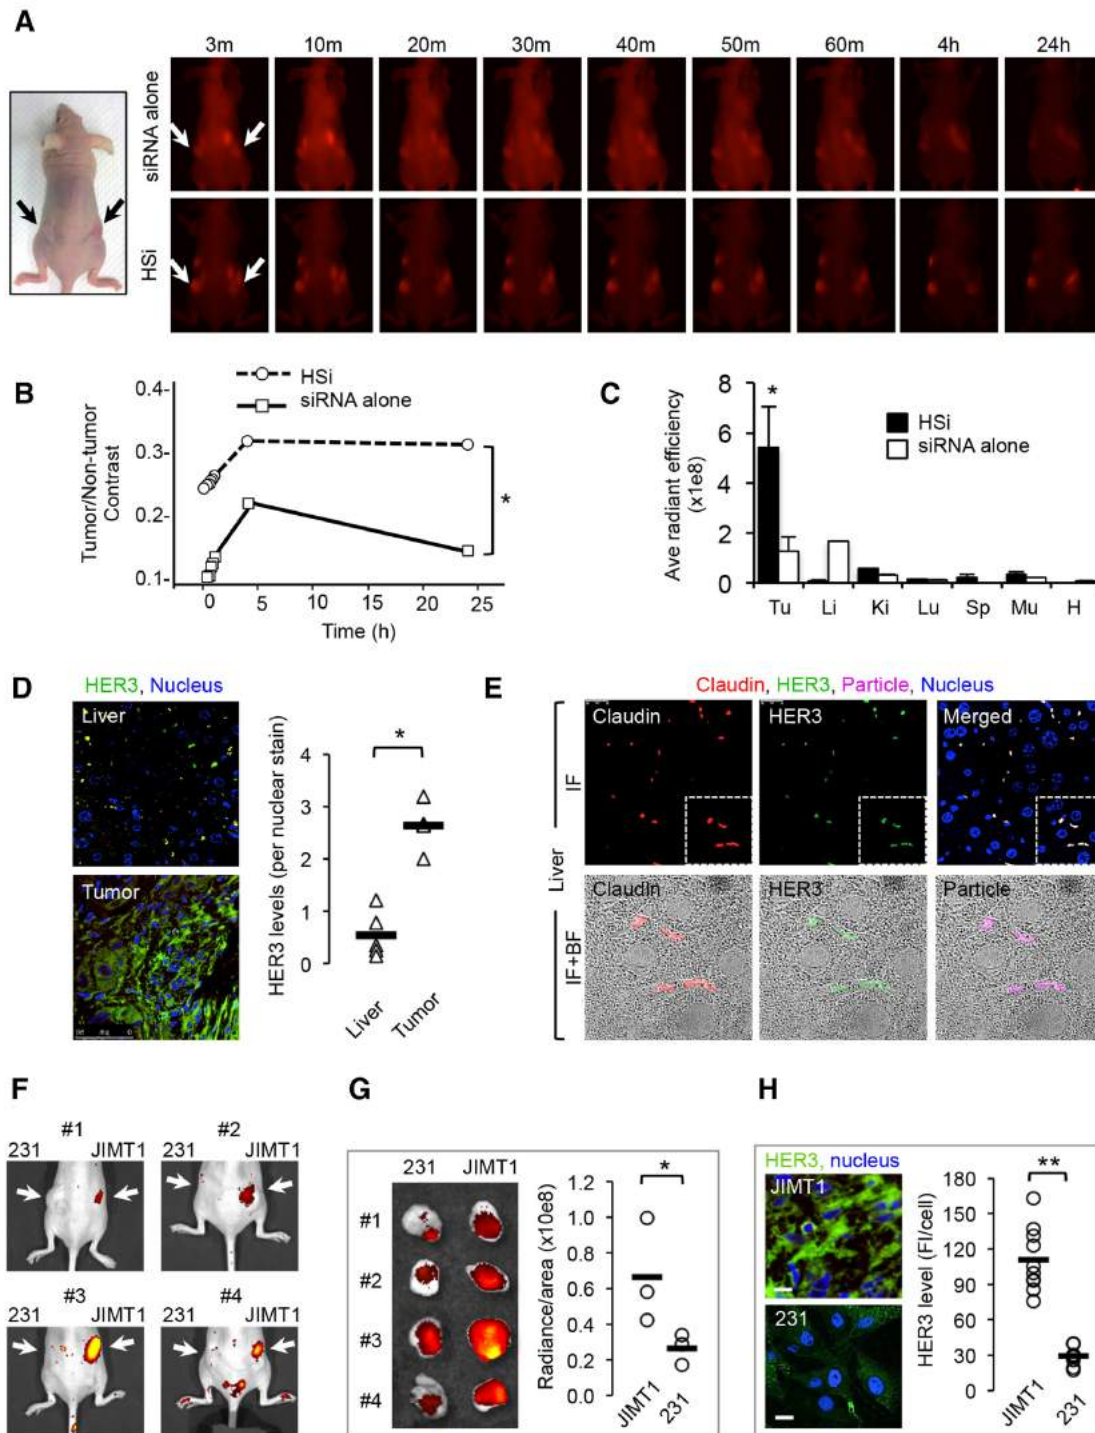 A
3m 10m 20m 30m 40m 50m 60m 4h 24h
siRNA alone
HSi
B
HSi
siRNA alone
Tumor/Non-tumor
Contrast
0.4-
0.3-
0.2-
0.1-
0 5 10 15 20 25
Time (h)
*
C
Ave radiant efficiency
(x1e8)
8
6
4
2
0
*
HSi
siRNA alone
Tu Li Ki Lu Sp Mu H
D
HER3, Nucleus
Liver
Tumor
HER3 levels (per nuclear stain)
4
3
2
1
0
*
Liver
Tumor
E
Claudin, HER3, Particle, Nucleus
Liver
IF
Claudin HER3 Merged
IF+BF
Claudin HER3 Particle
F
#1 #2
231 JIMT1 231 JIMT1
#3 #4
231 JIMT1 231 JIMT1
G
231 JIMT1
#1
#2
#3
#4
Radiance/area (x10e8)
1.2
1.0
0.8
0.6
0.4
0.2
0.0
*
JIMT1
231
H
HER3, nucleus
JIMT1
231
HER3 level (FI/cell)
180
150
120
90
60
30
0
**
JIMT1
231